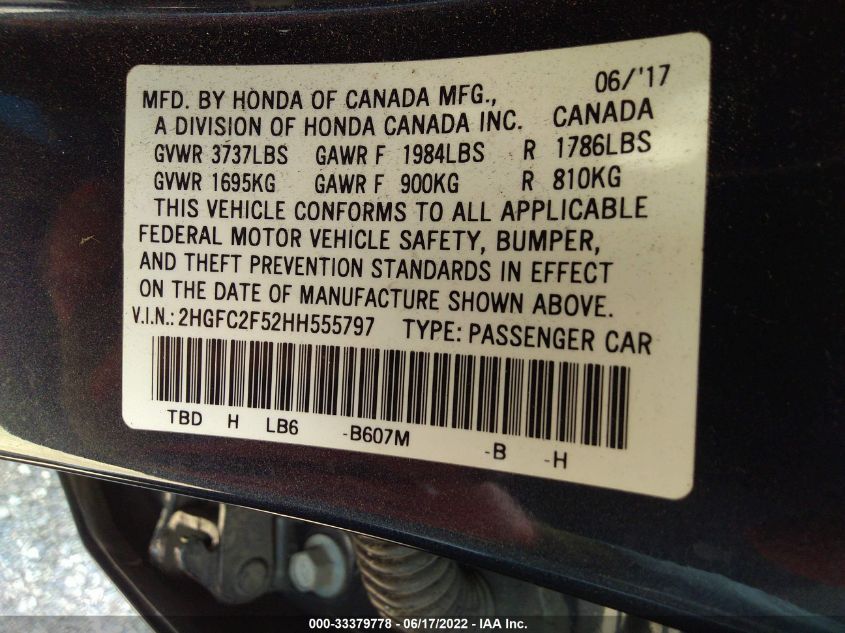 06/'17
MFD. BY HONDA OF CANADA MFG.,
A DIVISION OF HONDA CANADA INC. CANADA
GVWR 3737LBS GAWR F 1984LBS R 1786LBS
GVWR 1695KG GAWR F 900KG R 810KG
THIS VEHICLE CONFORMS TO ALL APPLICABLE
FEDERAL MOTOR VEHICLE SAFETY, BUMPER,
AND THEFT PREVENTION STANDARDS IN EFFECT
ON THE DATE OF MANUFACTURE SHOWN ABOVE.
V.I.N.: 2HGFC2F52HH555797 TYPE: PASSENGER CAR
TBD H LB6 -B607M -B -H
000-33379778 - 06/17/2022 - IAA Inc.